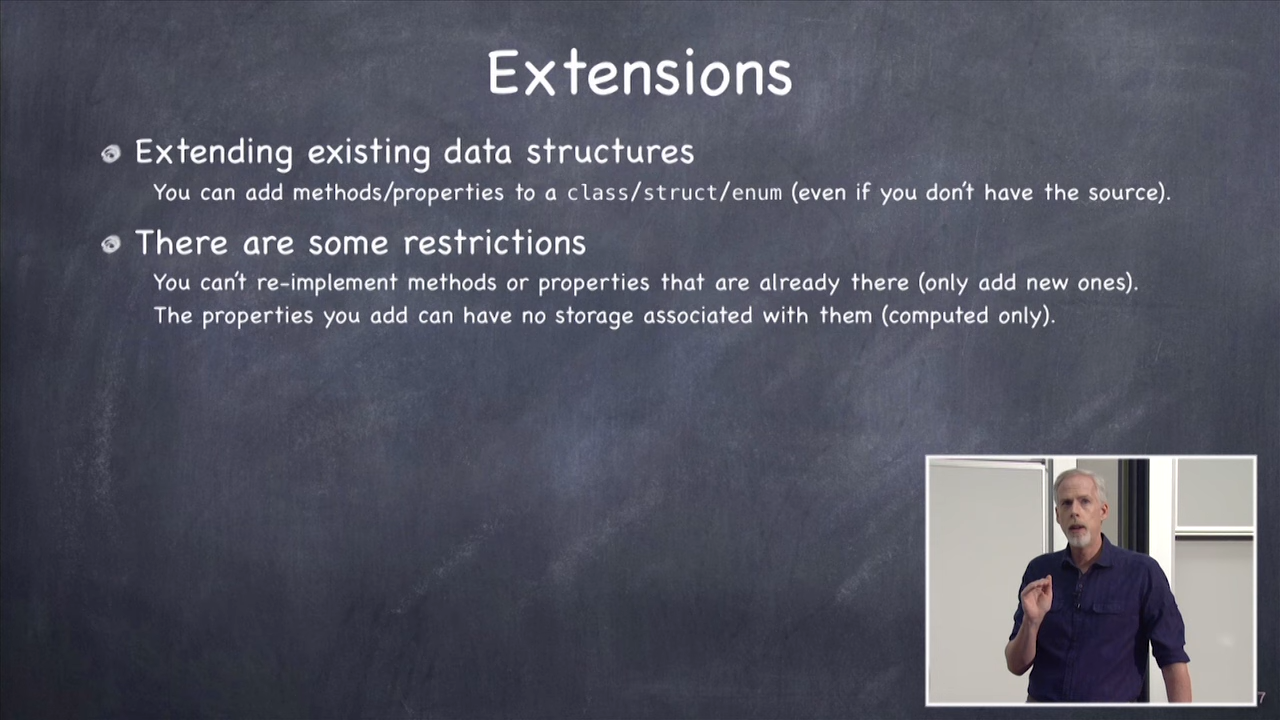 Extensions
Extending existing data structures
You can add methods/properties to a class/struct/enum (even if you don't have the source).
There are some restrictions
You can't re-implement methods or properties that are already there (only add new ones).
The properties you add can have no storage associated with them (computed only).
7